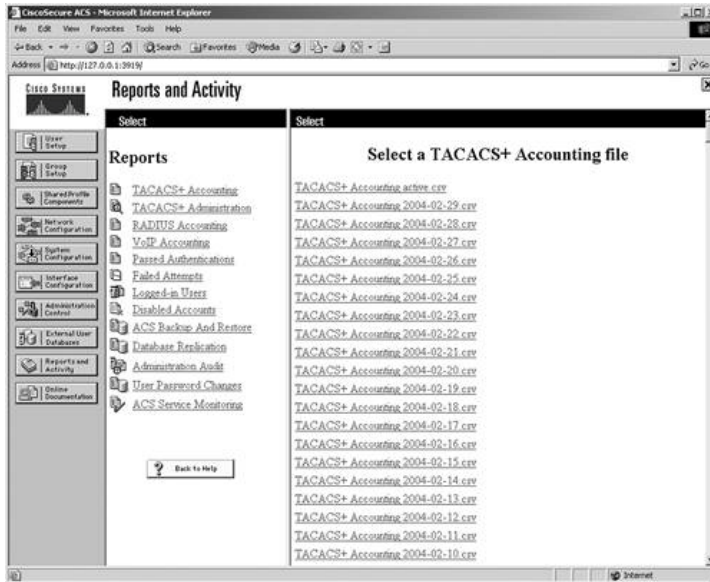 CiscoSecure ACS - Microsoft Internet Explorer
File Edit View Favorites Tools Help
Back Search Favorites Media
Address http://127.0.0.1:3919/ Go
CISCO SYSTEMS
Reports and Activity
User Setup
Group Setup
Shared Profile Components
Network Configuration
System Configuration
Interface Configuration
Administration Control
External User Databases
Reports and Activity
Online Documentation
Select
Reports
TACACS+ Accounting
TACACS+ Administration
RADIUS Accounting
VoIP Accounting
Passed Authentications
Failed Attempts
Logged-in Users
Disabled Accounts
ACS Backup And Restore
Database Replication
Administration Audit
User Password Changes
ACS Service Monitoring
? Back to Help
Select
Select a TACACS+ Accounting file
TACACS+ Accounting active.csv
TACACS+ Accounting 2004-02-29.csv
TACACS+ Accounting 2004-02-28.csv
TACACS+ Accounting 2004-02-27.csv
TACACS+ Accounting 2004-02-26.csv
TACACS+ Accounting 2004-02-25.csv
TACACS+ Accounting 2004-02-24.csv
TACACS+ Accounting 2004-02-23.csv
TACACS+ Accounting 2004-02-22.csv
TACACS+ Accounting 2004-02-21.csv
TACACS+ Accounting 2004-02-20.csv
TACACS+ Accounting 2004-02-19.csv
TACACS+ Accounting 2004-02-18.csv
TACACS+ Accounting 2004-02-17.csv
TACACS+ Accounting 2004-02-16.csv
TACACS+ Accounting 2004-02-15.csv
TACACS+ Accounting 2004-02-14.csv
TACACS+ Accounting 2004-02-13.csv
TACACS+ Accounting 2004-02-12.csv
TACACS+ Accounting 2004-02-11.csv
TACACS+ Accounting 2004-02-10.csv
Internet